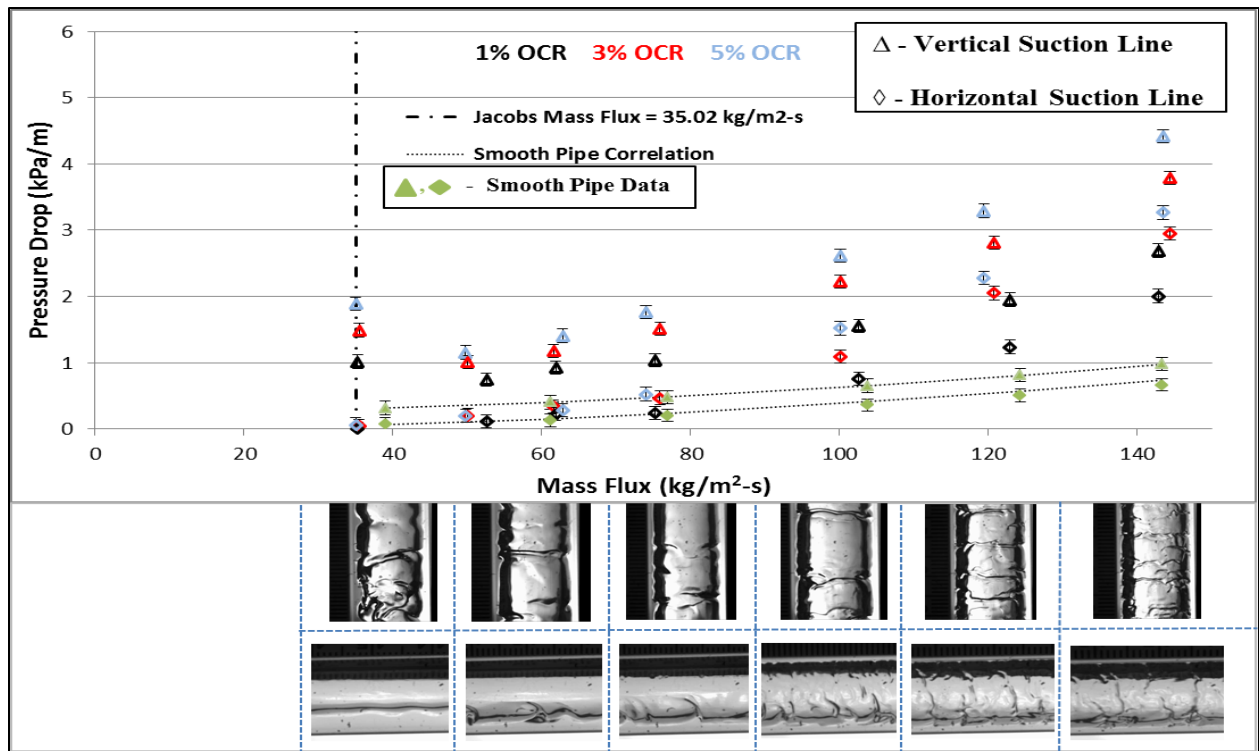 6
5
4
3
2
1
0
Pressure Drop (kPa/m)
1% OCR 3% OCR 5% OCR
Jacobs Mass Flux = 35.02 kg/m2-s
Smooth Pipe Correlation
, - Smooth Pipe Data
Δ - Vertical Suction Line
◊ - Horizontal Suction Line
0 20 40 60 80 100 120 140
Mass Flux (kg/m²-s)